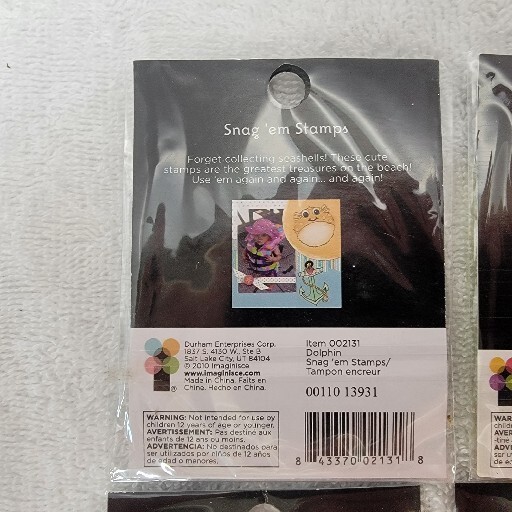 Snag 'em Stamps
Forget collecting seashells! These cute
stamps are the greatest treasures on the beach!
Use 'em again and again... and again!
Durham Enterprises Corp.
1837 S. 4130 W., Ste B
Salt Lake City, UT 84104
© 2010 Imaginisce
www.imaginisce.com
Made in China. Faits en
China. Hecho en China.
Item 002131
Dolphin
Snag 'em Stamps/
Tampon encreur
00110 13931
WARNING: Not intended for use by
children 12 years of age or younger.
AVERTISSEMENT: Pas destiné aux
enfants de 12 ans ou moins.
ADVERTENCIA: No destinados para
ser utilizados por niños de 12 años
de edad o menores.
8 43370 02131 8